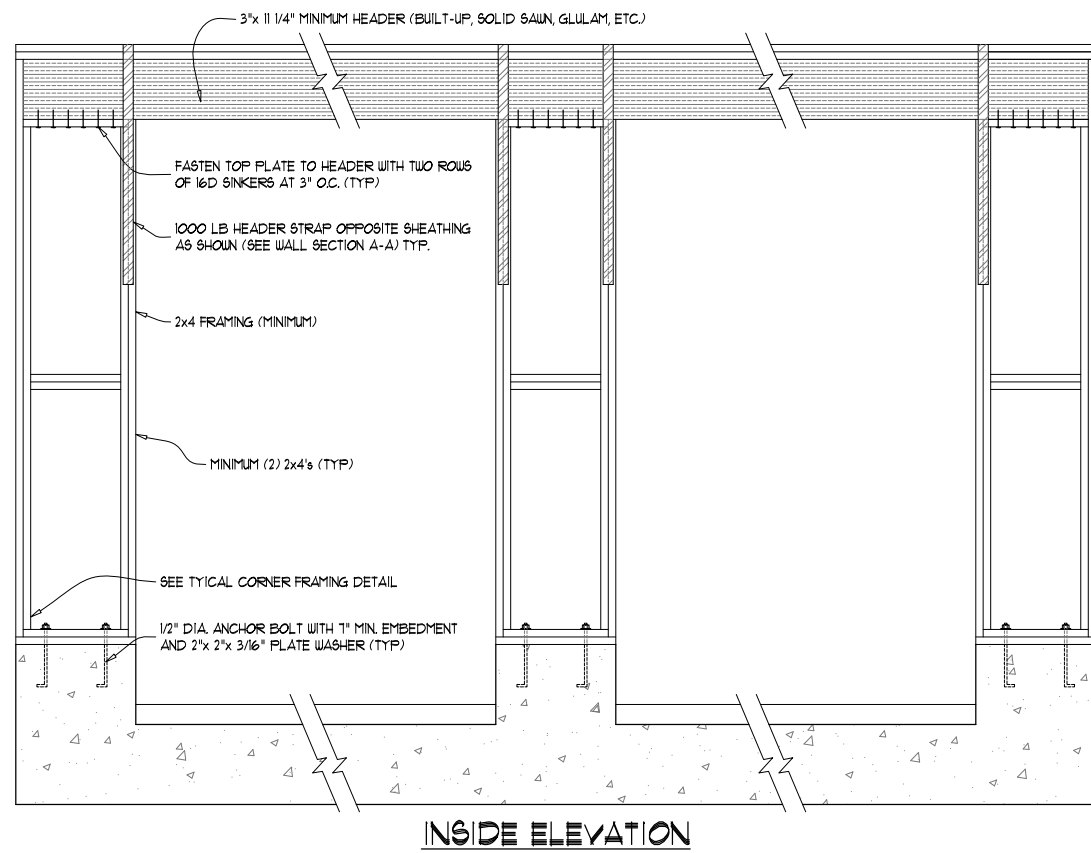 3"x 11 1/4" MINIMUM HEADER (BUILT-UP, SOLID SAWN, GLULAM, ETC.)
FASTEN TOP PLATE TO HEADER WITH TWO ROWS
OF 16D SINKERS AT 3" O.C. (TYP)
1000 LB HEADER STRAP OPPOSITE SHEATHING
AS SHOWN (SEE WALL SECTION A-A) TYP.
2x4 FRAMING (MINIMUM)
MINIMUM (2) 2x4's (TYP)
SEE TYICAL CORNER FRAMING DETAIL
1/2" DIA. ANCHOR BOLT WITH 7" MIN. EMBEDMENT
AND 2"x 2"x 3/16" PLATE WASHER (TYP)
INSIDE ELEVATION